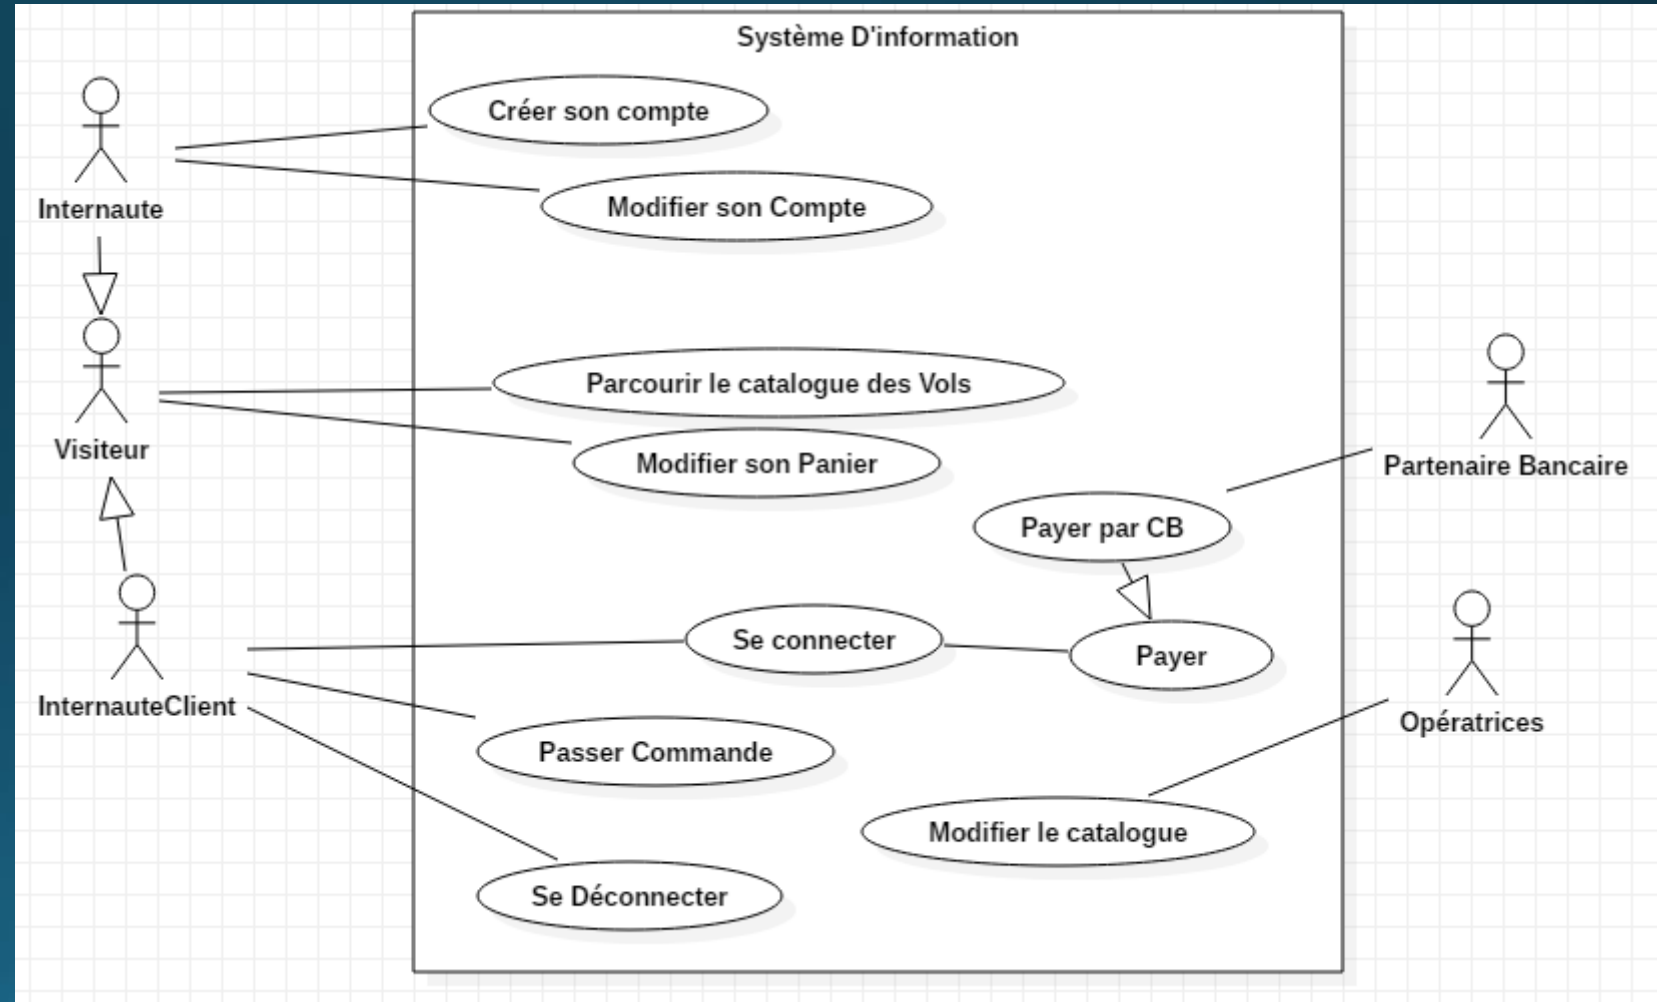 Système D'information
Créer son compte
Modifier son Compte
Internaute
Parcourir le catalogue des Vols
Visiteur
Modifier son Panier
Partenaire Bancaire
Payer par CB
Se connecter
Payer
InternauteClient
Opératrices
Passer Commande
Modifier le catalogue
Se Déconnecter